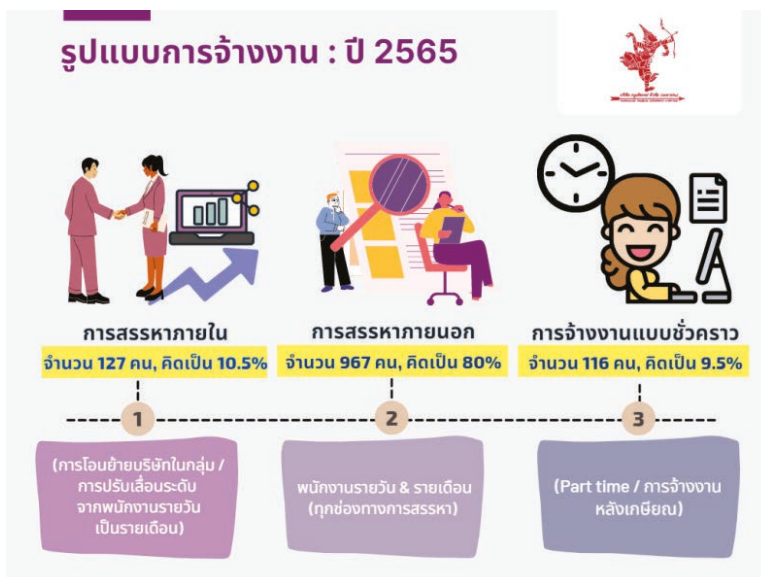 รูปแบบการจ้างงาน : ปี 2565
การสรรหาภายใน
จำนวน 127 คน, คิดเป็น 10.5%
การสรรหาภายนอก
จำนวน 967 คน, คิดเป็น 80%
การจ้างงานแบบชั่วคราว
จำนวน 116 คน, คิดเป็น 9.5%
1
2
3
(การโอนย้ายบริษัทในกลุ่ม /
การปรับเลื่อนระดับ
จากพนักงานรายวัน
เป็นรายเดือน)
พนักงานรายวัน & รายเดือน
(ทุกช่องทางการสรรหา)
(Part time / การจ้างงาน
หลังเกษียณ)